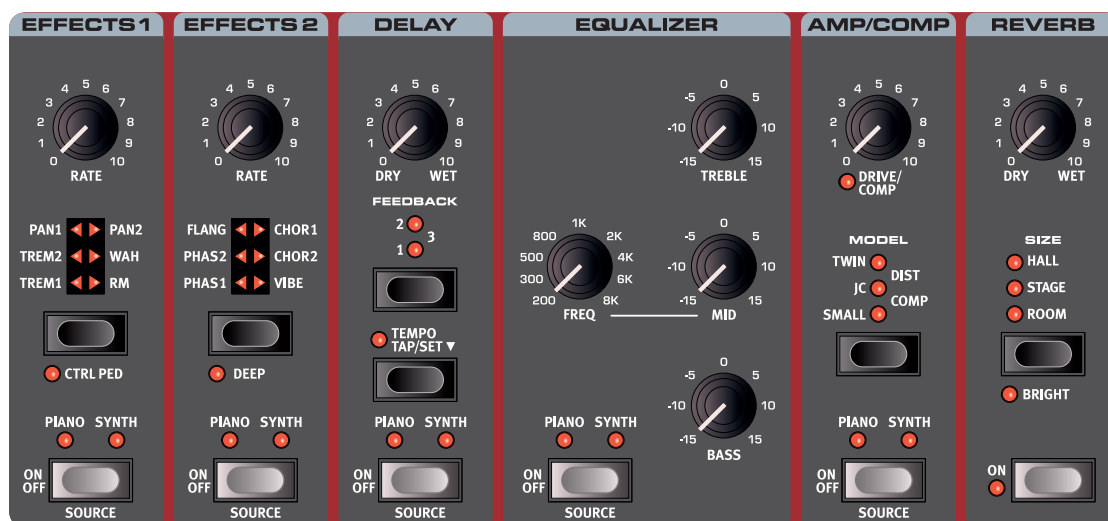 EFFECTS 1
5
4 6
3 7
2 8
1 9
0 10
RATE
PAN1 PAN2
TREM2 WAH
TREM1 RM
CTRL PED
PIANO SYNTH
ON
OFF
SOURCE
EFFECTS 2
5
4 6
3 7
2 8
1 9
0 10
RATE
FLANG CHOR1
PHAS2 CHOR2
PHAS1 VIBE
DEEP
PIANO SYNTH
ON
OFF
SOURCE
DELAY
5
4 6
3 7
2 8
1 9
0 10
DRY WET
FEEDBACK
2
3
1
TEMPO
TAP/SET ▼
PIANO SYNTH
ON
OFF
SOURCE
EQUALIZER
0
-5 5
-10 10
-15 15
TREBLE
1K
800 2K
500 4K
300 6K
200 8K
FREQ
0
-5 5
-10 10
-15 15
MID
0
-5 5
-10 10
-15 15
BASS
PIANO SYNTH
ON
OFF
SOURCE
AMP/COMP
5
4 6
3 7
2 8
1 9
0 10
DRIVE/
COMP
MODEL
TWIN
DIST
JC
COMP
SMALL
PIANO SYNTH
ON
OFF
SOURCE
REVERB
5
4 6
3 7
2 8
1 9
0 10
DRY WET
SIZE
HALL
STAGE
ROOM
BRIGHT
ON